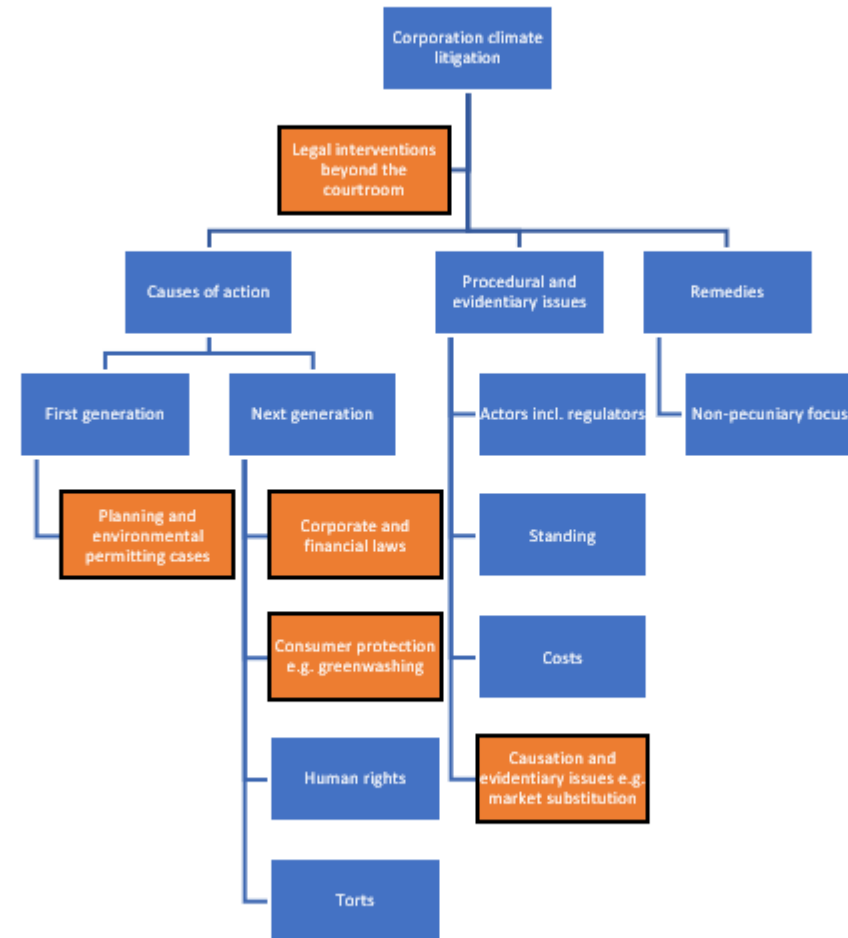 Corporation climate
litigation
Legal interventions
beyond the
courtroom
Causes of action
Procedural and
evidentiary issues
Remedies
First generation
Next generation
Actors incl. regulators
Non-pecuniary focus
Planning and
environmental
permitting cases
Corporate and
financial laws
Standing
Consumer protection
e.g. greenwashing
Costs
Human rights
Causation and
evidentiary issues e.g.
market substitution
Torts